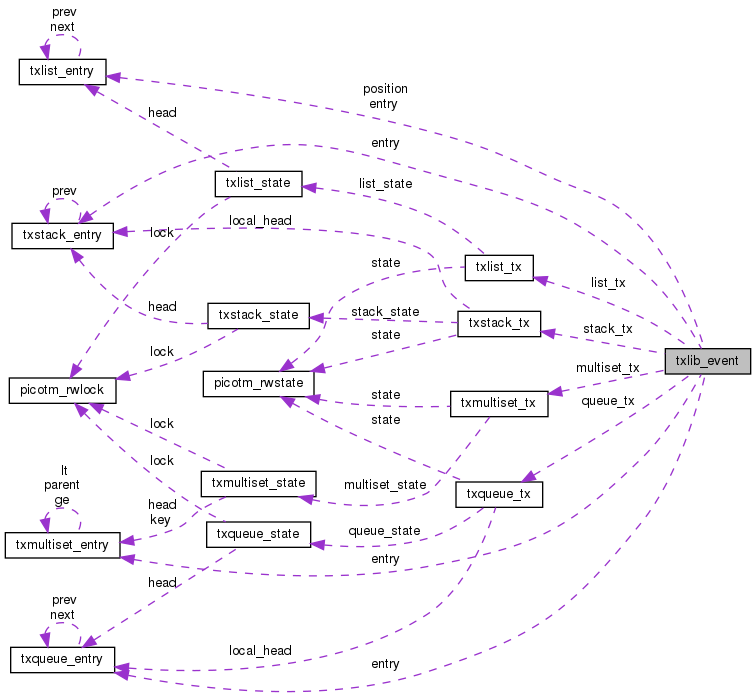 prev
next
txlist_entry
position
entry
head
entry
txlist_state
list_state
prev
local_head
lock
txstack_entry
state
txlist_tx
list_tx
head
txstack_state
stack_state
txstack_tx
stack_tx
state
lock
txlib_event
multiset_tx
picotm_rwlock
picotm_rwstate
state
txmultiset_tx
queue_tx
state
lock
lock
lt
parent
ge
txmultiset_state
multiset_state
txqueue_tx
head
key
txmultiset_entry
txqueue_state
queue_state
entry
head
prev
next
local_head
txqueue_entry
entry